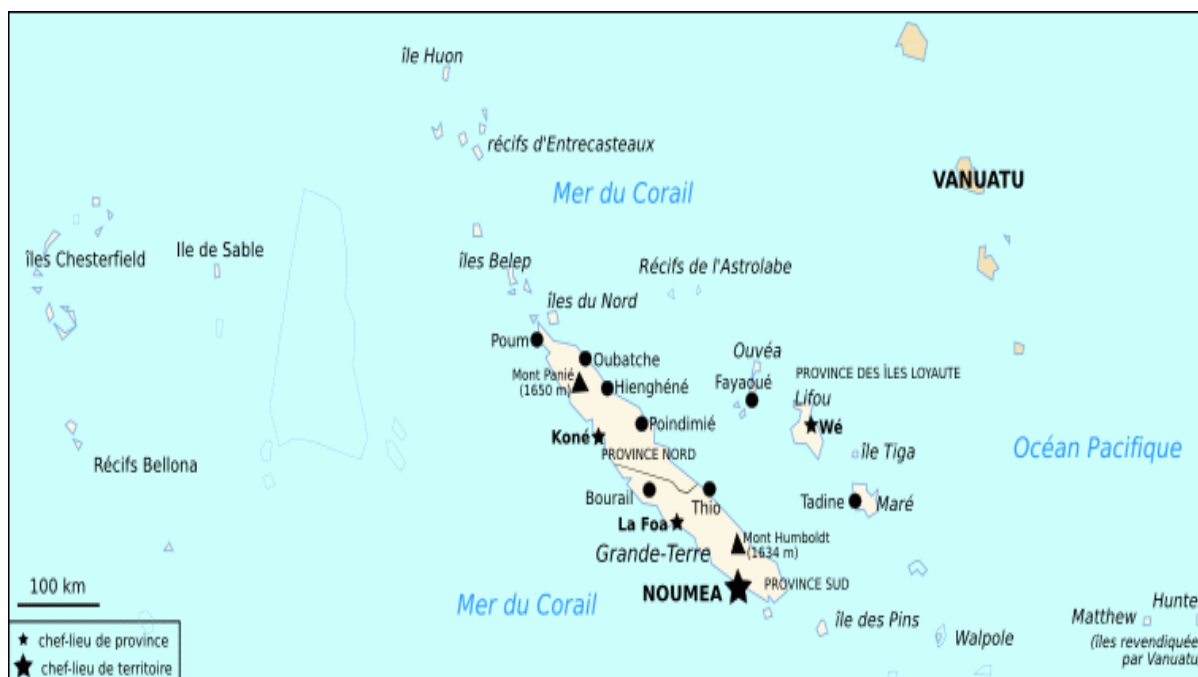 île Huon
récifs d'Entrecasteaux
Mer du Corail
VANUATU
îles Chesterfield
Ile de Sable
îles Belep
Récifs de l'Astrolabe
îles du Nord
Poum
Oubatche
Ouvéa
Mont Panié
(1650 m)
Hienghéné
Fayaoué
PROVINCE DES ÎLES LOYAUTE
Lifou
Poindimié
Wé
Koné
PROVINCE NORD
île Tiga
Océan Pacifique
Récifs Bellona
Bourail
Thio
Tadine
Maré
La Foa
Mont Humboldt
(1634 m)
Grande-Terre
100 km
NOUMEA
PROVINCE SUD
Mer du Corail
île des Pins
Walpole
Matthew
Hunte
(îles revendiquée
par Vanuatu
chef-lieu de province
chef-lieu de territoire